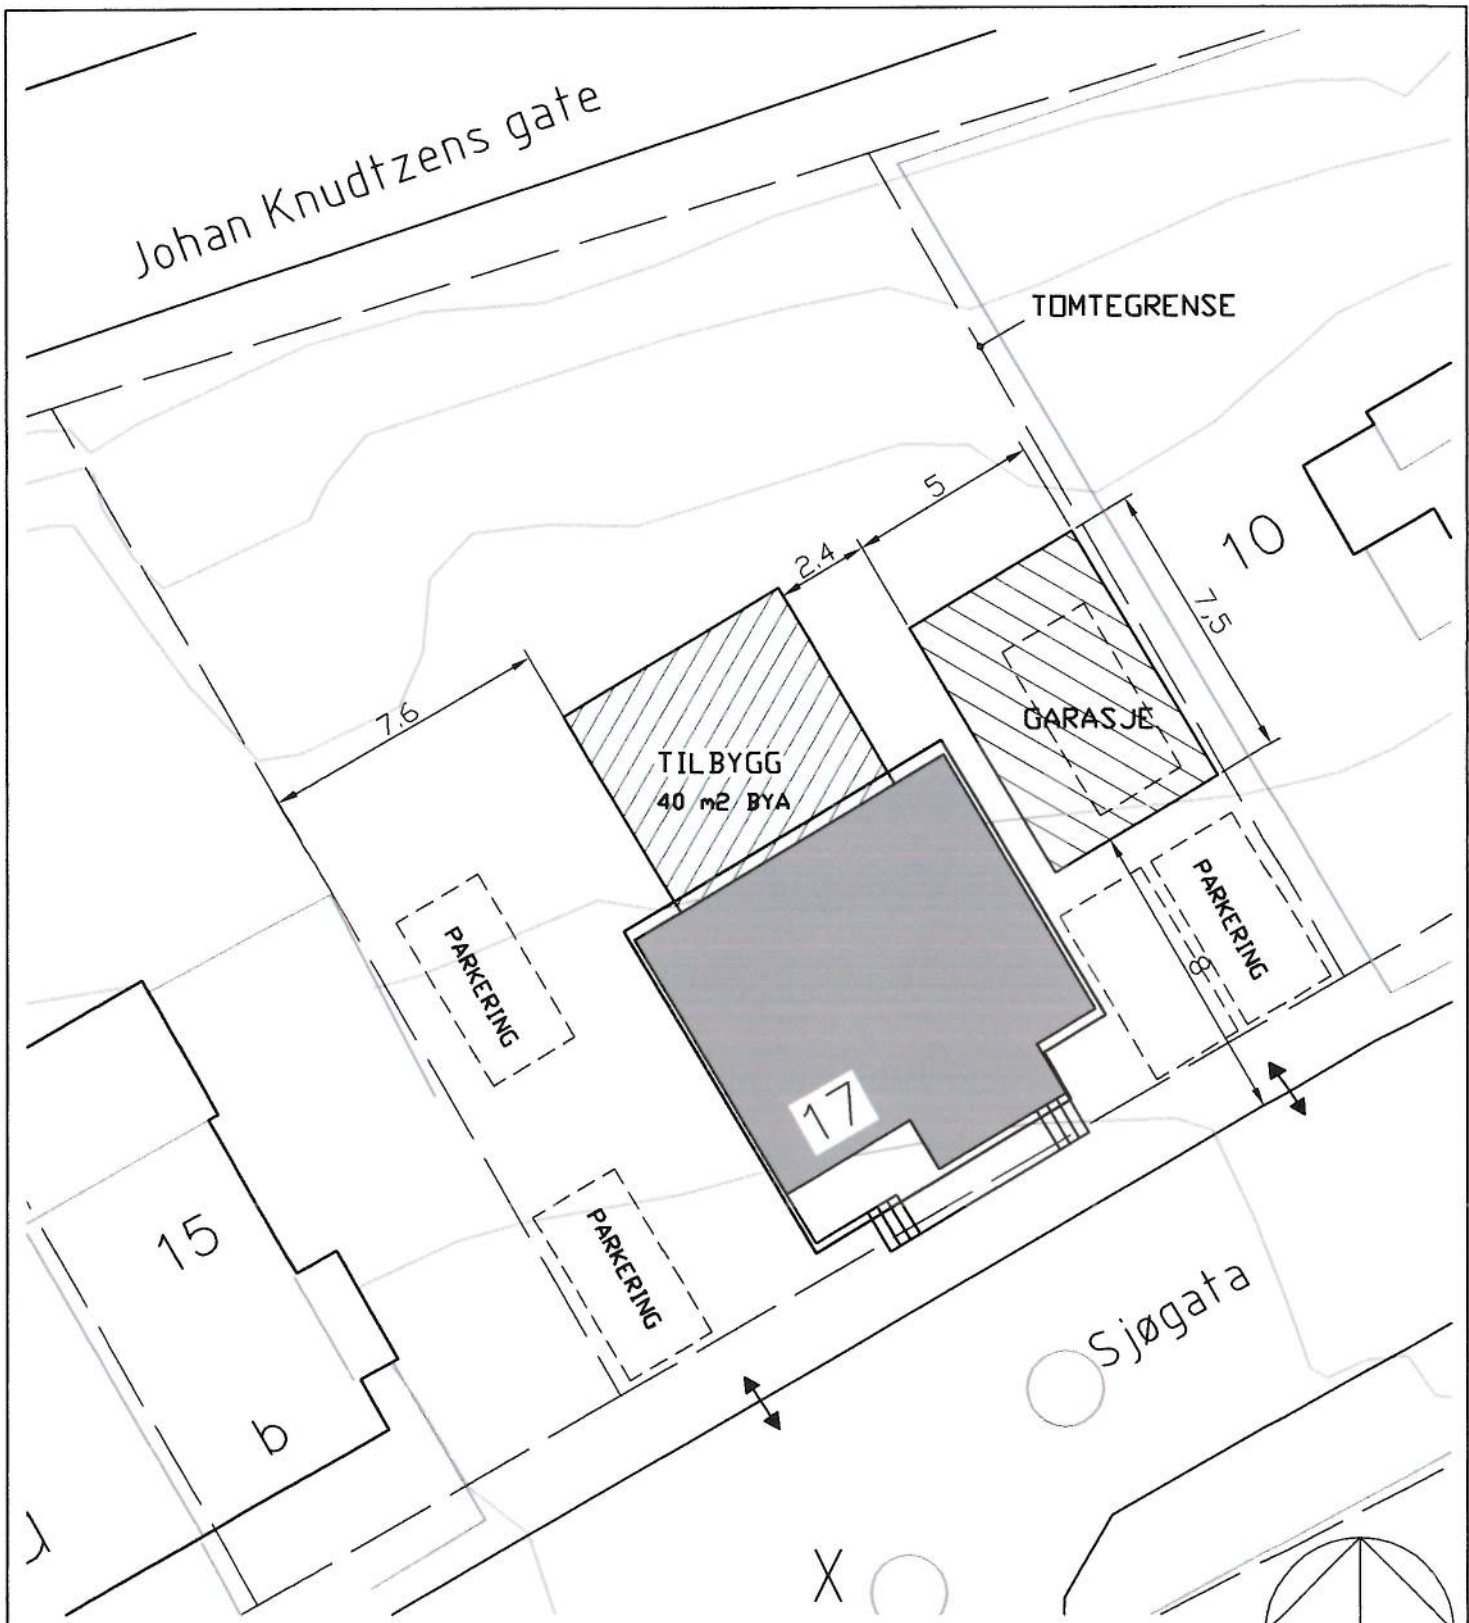 Johan Knudtzens gate
TOMTEGRENSE
5
2.4
10
7,5
7.6
GARASJE
TILBYGG
40 m2 BYA
PARKERING
PARKERING
8
17
15
PARKERING
Sjøgata
b
X